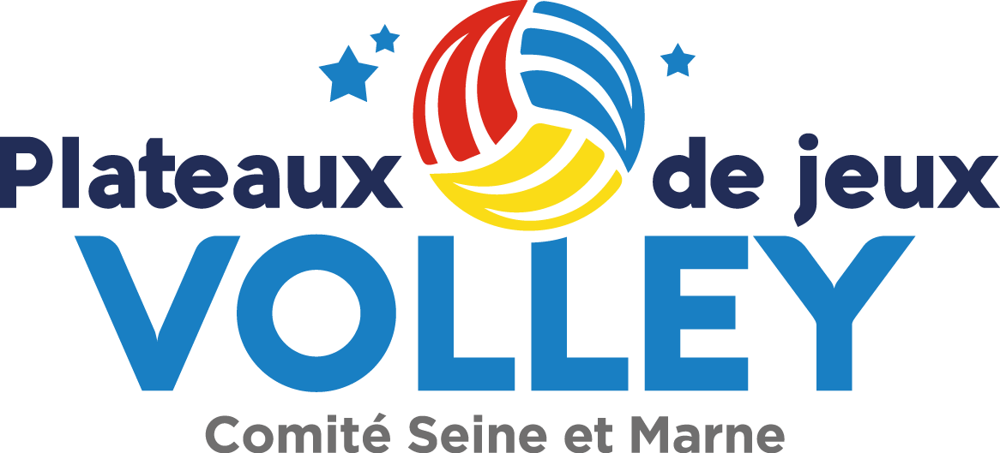 Plateaux de jeux
VOLLEY
Comité Seine et Marne